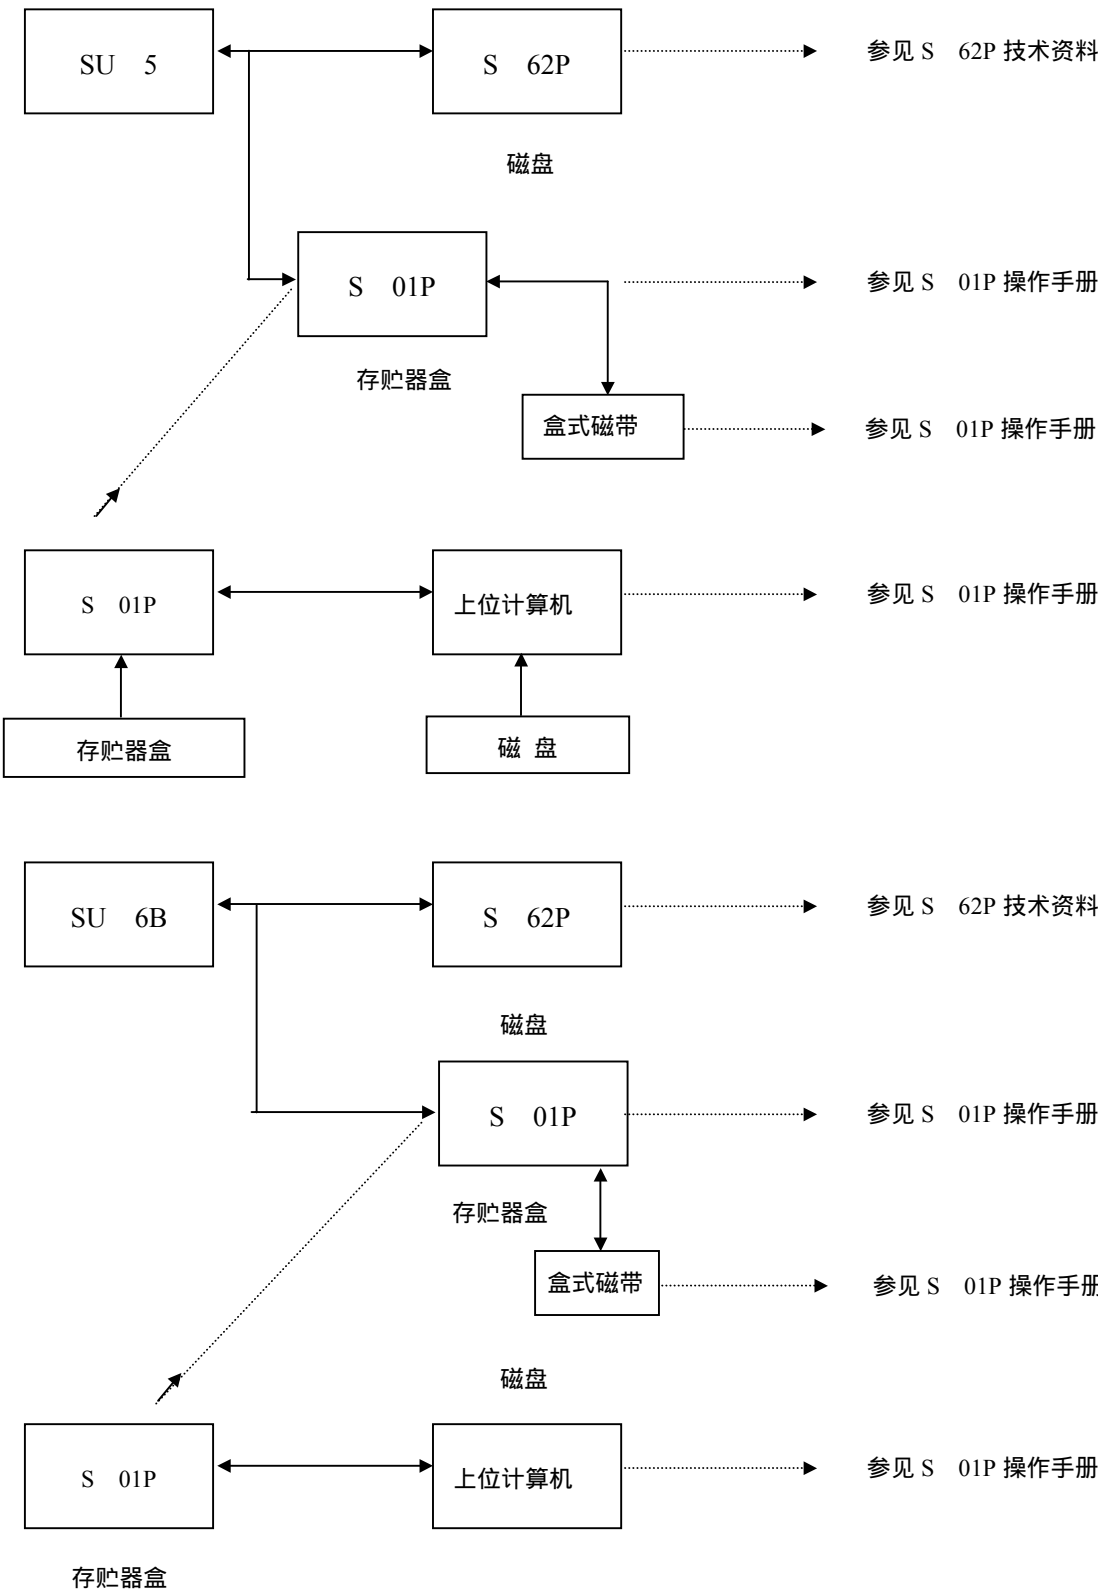 SU 5
S 62P
参见 S 62P 技术资料
磁盘
S 01P
参见 S 01P 操作手册
存贮器盒
盒式磁带
参见 S 01P 操作手册
S 01P
上位计算机
参见 S 01P 操作手册
存贮器盒
磁 盘
SU 6B
S 62P
参见 S 62P 技术资料
磁盘
S 01P
参见 S 01P 操作手册
存贮器盒
盒式磁带
参见 S 01P 操作手册
磁盘
S 01P
上位计算机
参见 S 01P 操作手册
存贮器盒